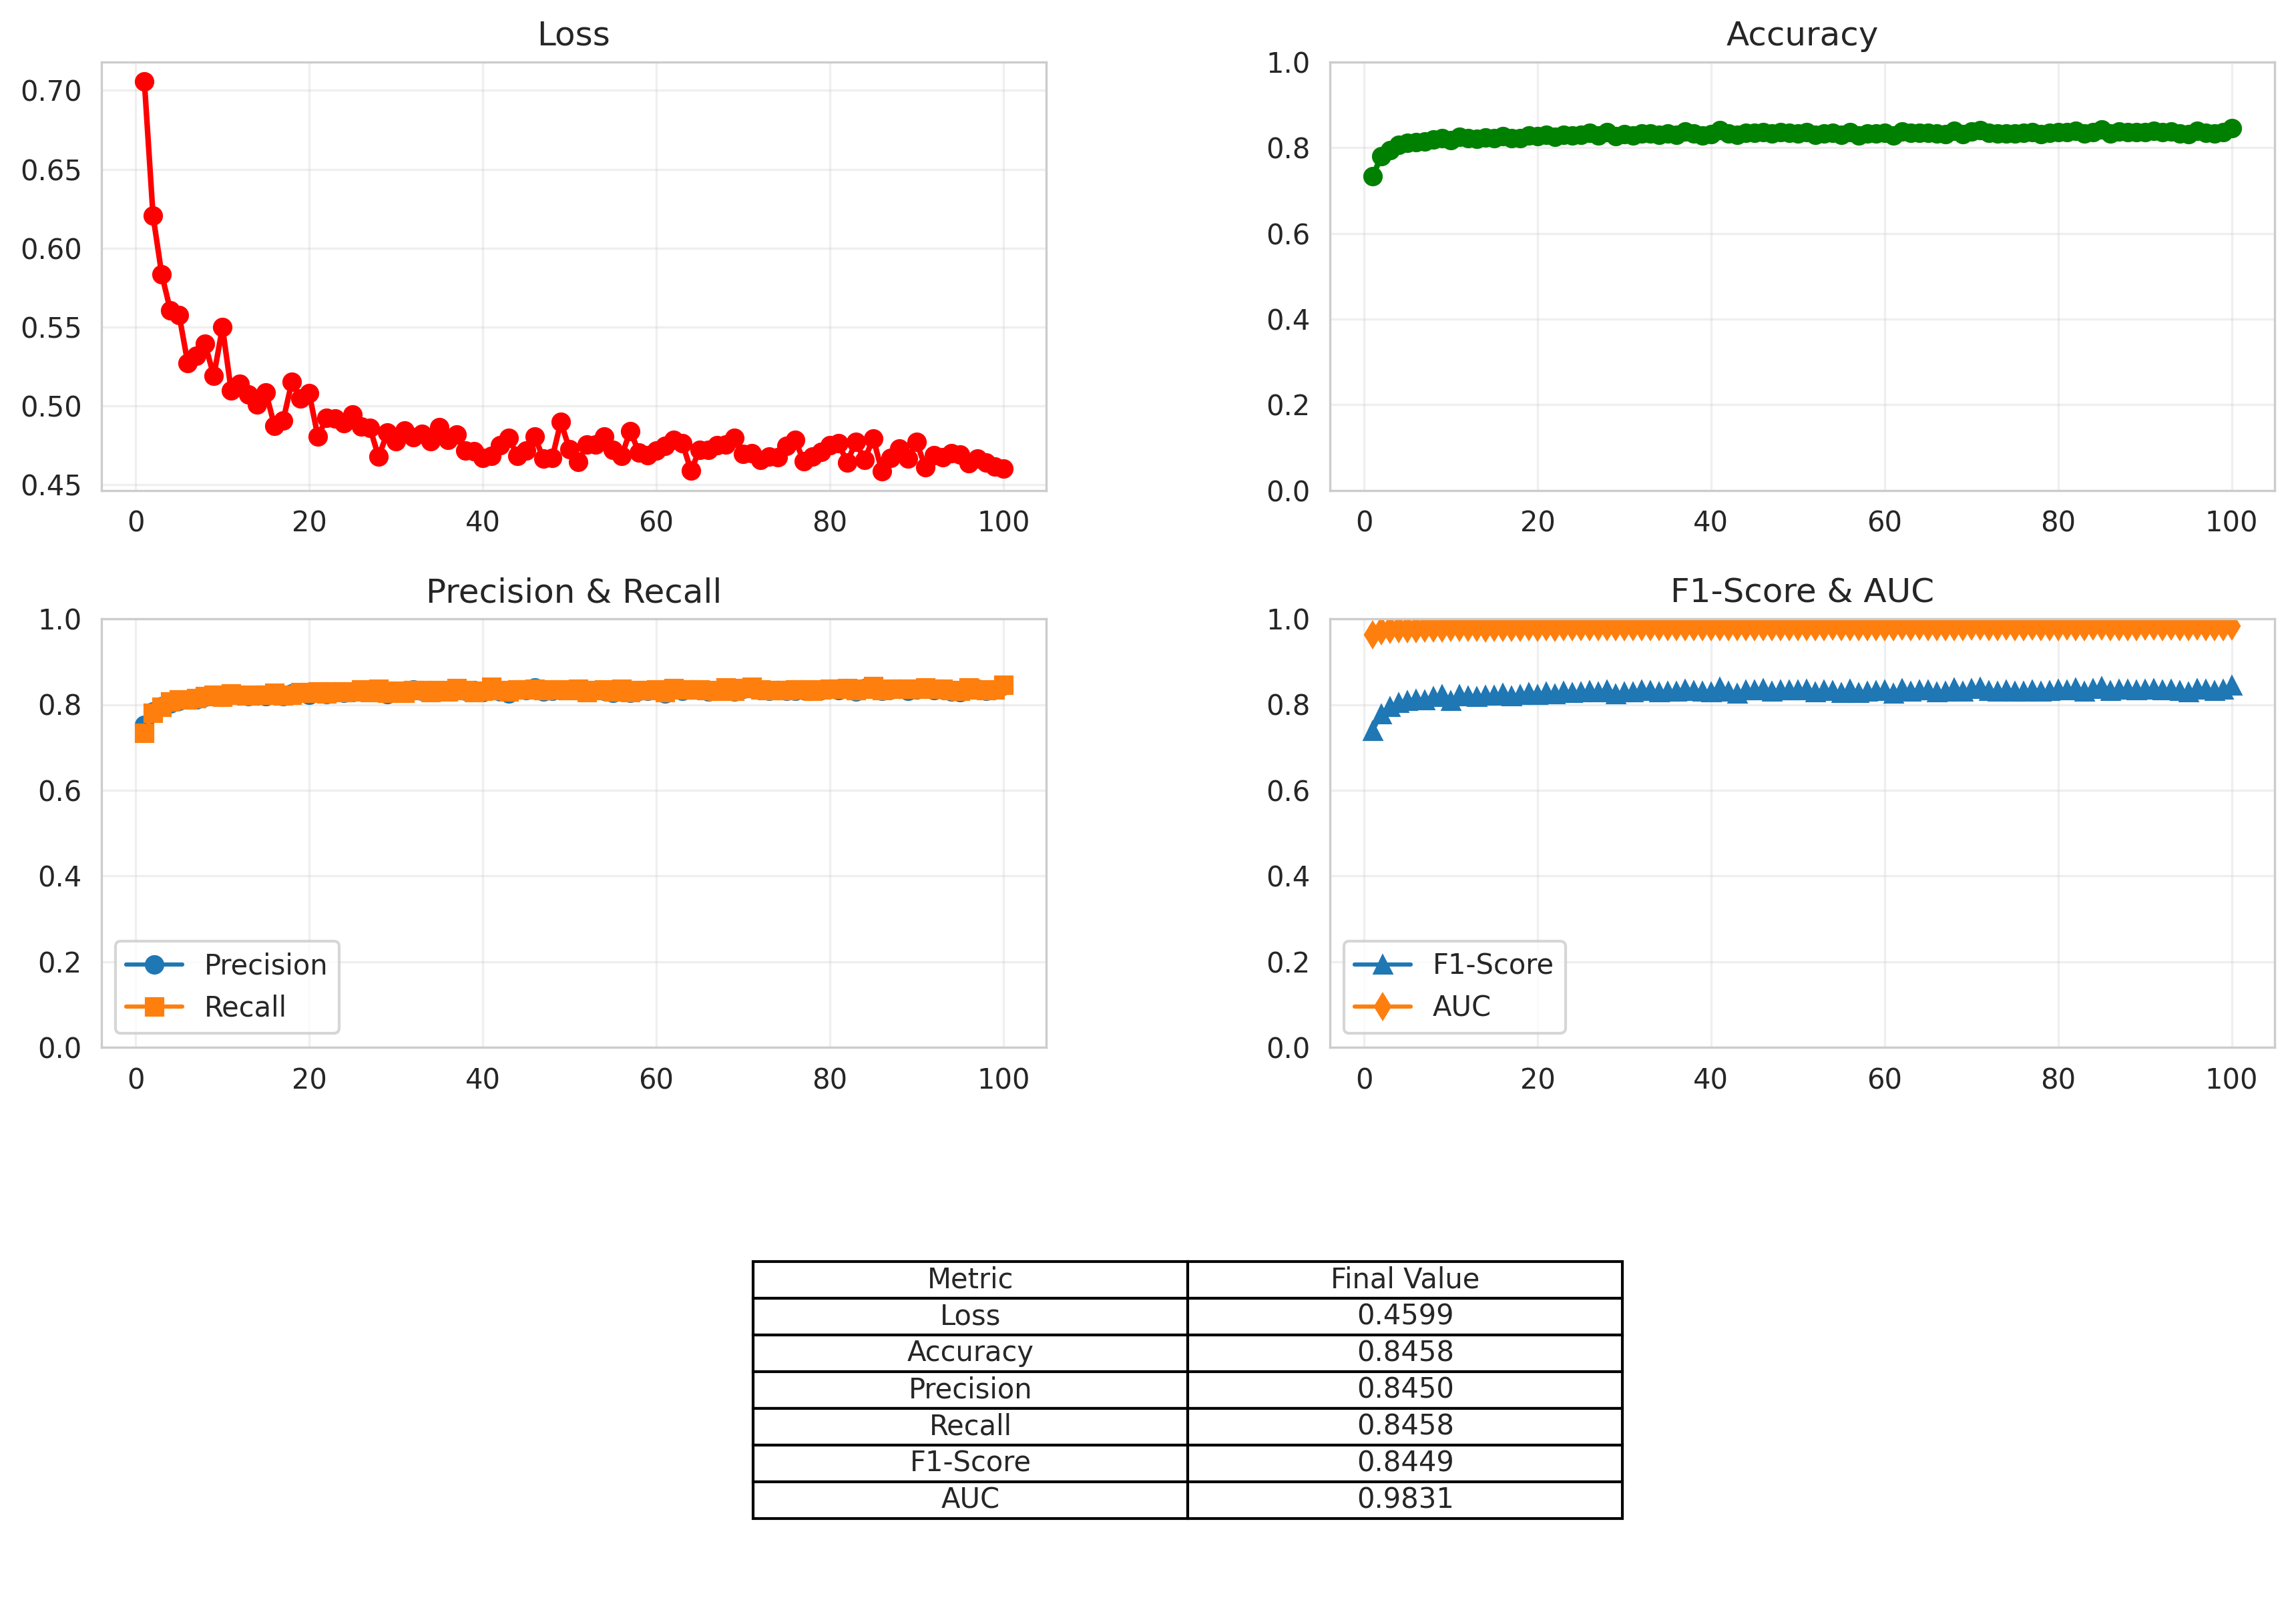 Loss
0.70
0.65
0.60
0.55
0.50
0.45
0 20 40 60 80 100
Accuracy
1.0
0.8
0.6
0.4
0.2
0.0
0 20 40 60 80 100
Precision & Recall
1.0
0.8
0.6
0.4
0.2
0.0
Precision
Recall
0 20 40 60 80 100
F1-Score & AUC
1.0
0.8
0.6
0.4
0.2
0.0
F1-Score
AUC
0 20 40 60 80 100
Metric Final Value
Loss 0.4599
Accuracy 0.8458
Precision 0.8450
Recall 0.8458
F1-Score 0.8449
AUC 0.9831